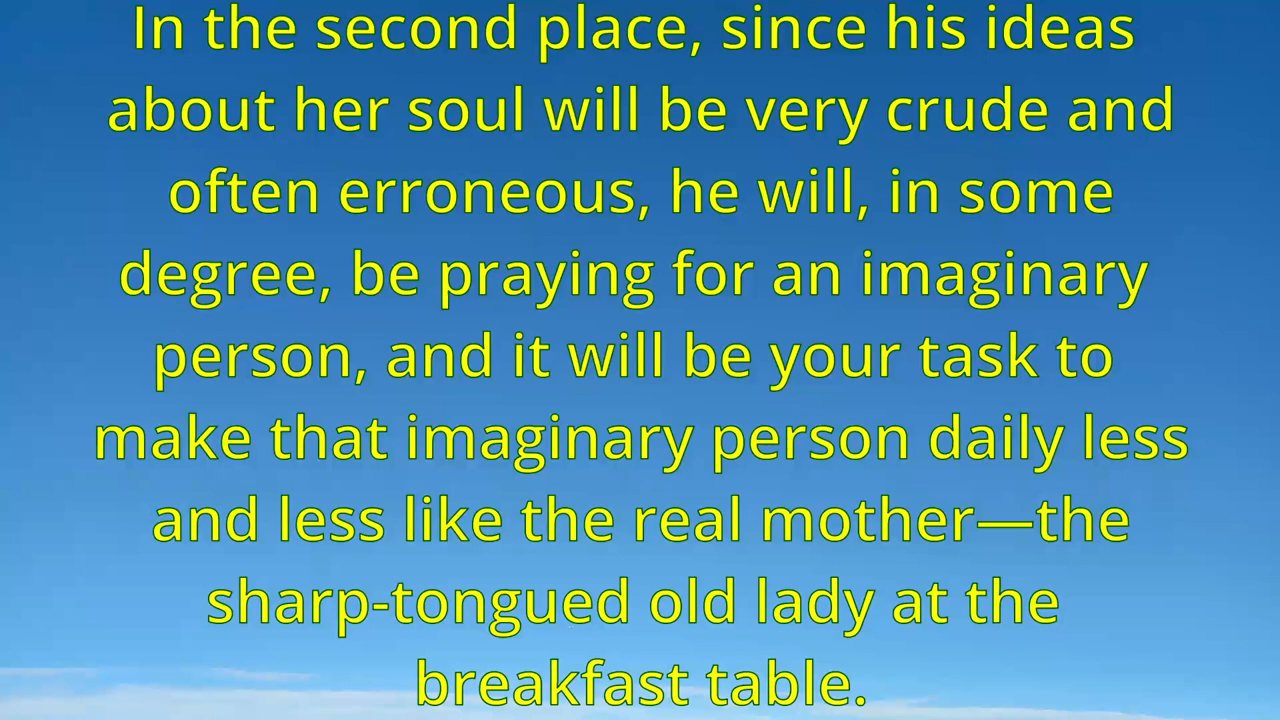 In the second place, since his ideas
about her soul will be very crude and
often erroneous, he will, in some
degree, be praying for an imaginary
person, and it will be your task to
make that imaginary person daily less
and less like the real mother—the
sharp-tongued old lady at the
breakfast table.